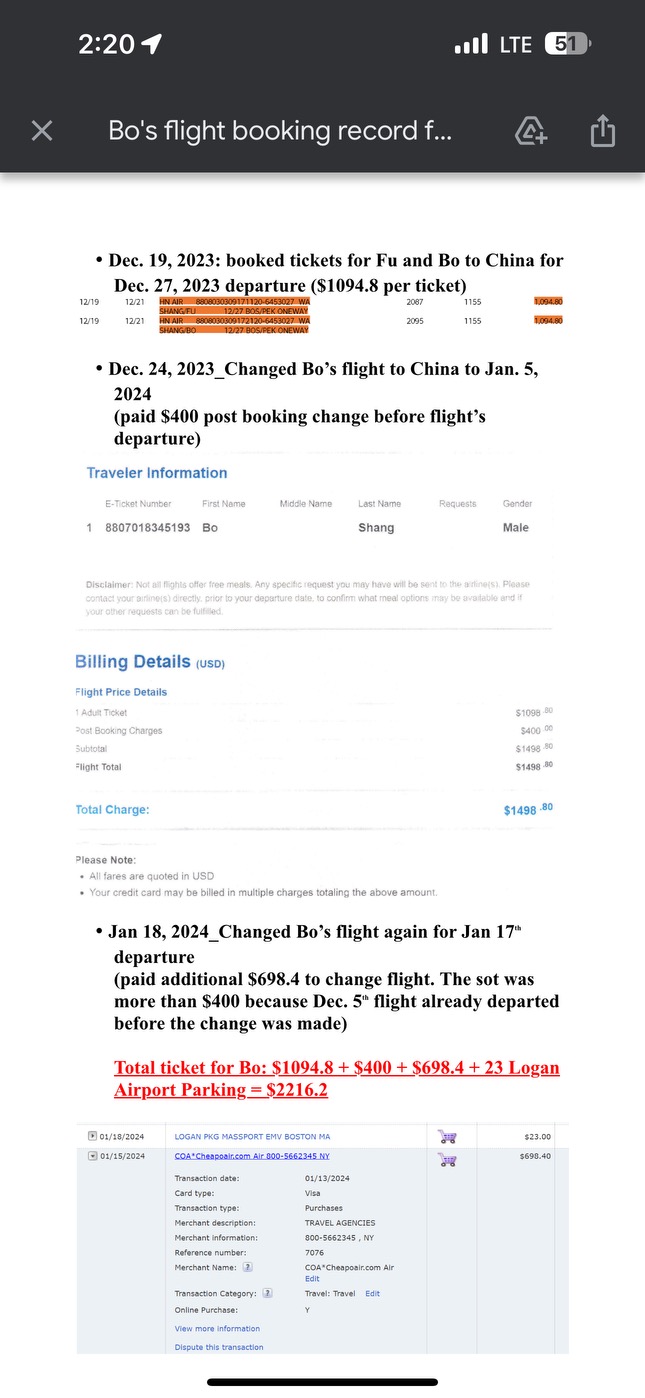 2:20
LTE 51
Bo's flight booking record f...
• Dec. 19, 2023: booked tickets for Fu and Bo to China for
Dec. 27, 2023 departure ($1094.8 per ticket)
12/19 12/21 HN AIR 8808030309171120-6453027 WA 2087 1155 1,094.80
SHANG/FU 12/27 BOS/PEK ONEWAY
12/19 12/21 HN AIR 8808030309172120-6453027 WA 2095 1155 1,094.80
SHANG/BO 12/27 BOS/PEK ONEWAY
• Dec. 24, 2023_Changed Bo's flight to China to Jan. 5,
2024
(paid $400 post booking change before flight's
departure)
Traveler Information
E-Ticket Number First Name Middle Name Last Name Requests Gender
1 8807018345193 Bo Shang Male
Disclaimer: Not all flights offer free meals. Any specific request you may have will be sent to the airline(s). Please
contact your airline(s) directly, prior to your departure date, to confirm what meal options may be available and if
your other requests can be fulfilled.
Billing Details (USD)
Flight Price Details
1 Adult Ticket $1098.80
Post Booking Charges $400.00
Subtotal $1498.80
Flight Total $1498.80
Total Charge: $1498.80
Please Note:
• All fares are quoted in USD
• Your credit card may be billed in multiple charges totaling the above amount.
• Jan 18, 2024_Changed Bo's flight again for Jan 17th
departure
(paid additional $698.4 to change flight. The sot was
more than $400 because Dec. 5th flight already departed
before the change was made)
Total ticket for Bo: $1094.8 + $400 + $698.4 + 23 Logan
Airport Parking = $2216.2
01/18/2024 LOGAN PKG MASSPORT EMV BOSTON MA $23.00
01/15/2024 COA*Cheapoair.com Air 800-5662345 NY $698.40
Transaction date: 01/13/2024
Card type: Visa
Transaction type: Purchases
Merchant description: TRAVEL AGENCIES
Merchant information: 800-5662345 , NY
Reference number: 7076
Merchant Name: ? COA*Cheapoair.com Air
Edit
Transaction Category: ? Travel: Travel Edit
Online Purchase: Y
View more information
Dispute this transaction